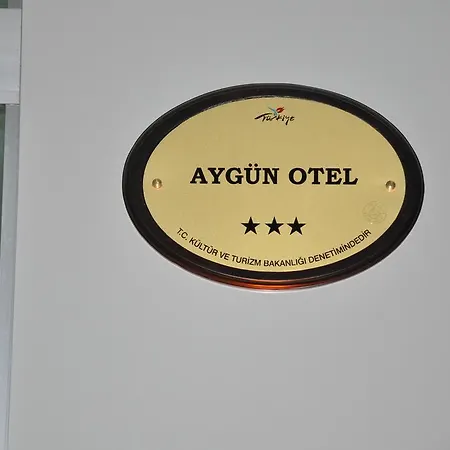 Türkiye
AYGÜN OTEL
★★★
T.C. KÜLTÜR VE TURİZM BAKANLIĞI DENETİMİNDEDİR